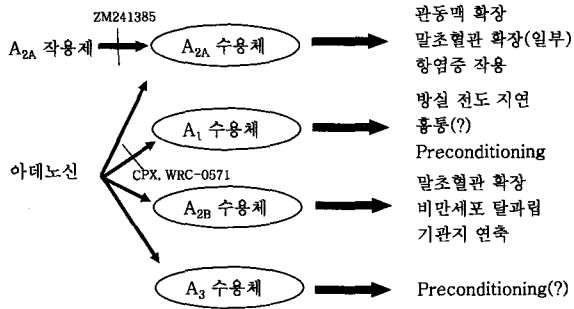 ZM241385
A2A 작용제
A2A 수용체
관동맥 확장
말초혈관 확장(일부)
항염증 작용
아데노신
CPX, WRC-0571
A1 수용체
방실 전도 지연
흉통(?)
Preconditioning
A2B 수용체
말초혈관 확장
비만세포 탈과립
기관지 연축
A3 수용체
Preconditioning(?)